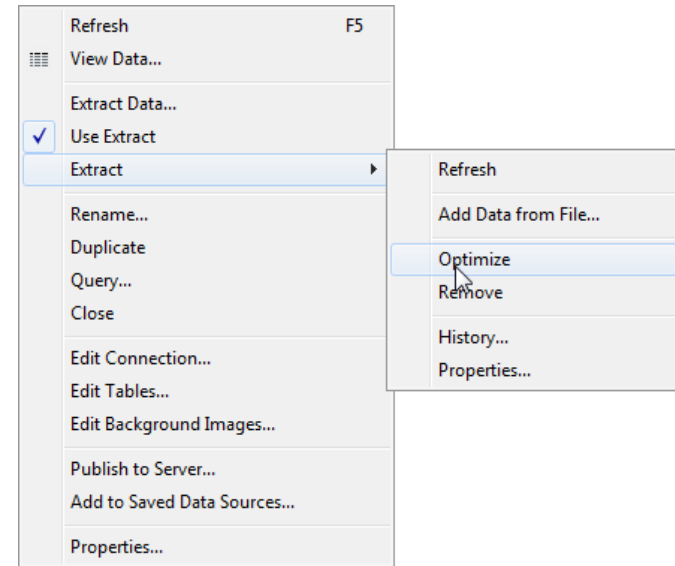 Refresh F5
View Data...
Extract Data...
Use Extract
Extract
Rename...
Duplicate
Query...
Close
Edit Connection...
Edit Tables...
Edit Background Images...
Publish to Server...
Add to Saved Data Sources...
Properties...
Refresh
Add Data from File...
Optimize
Remove
History...
Properties...